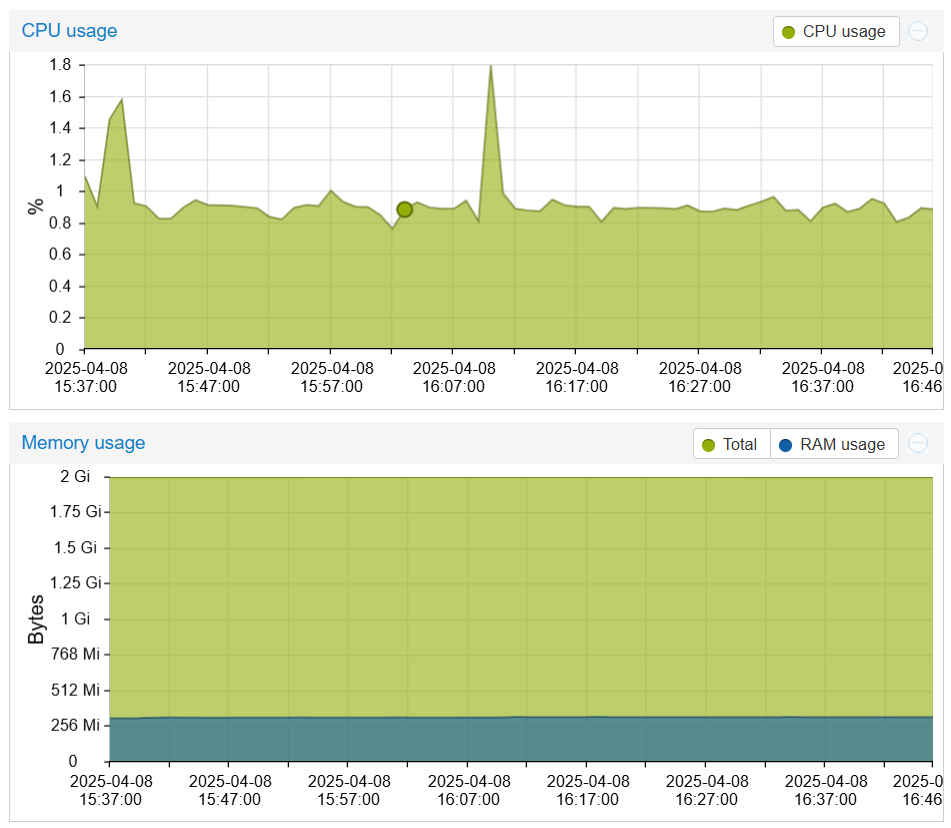 CPU usage
CPU usage
1.8
1.6
1.4
1.2
1
0.8
0.6
0.4
0.2
0
%
2025-04-08 2025-04-08 2025-04-08 2025-04-08 2025-04-08 2025-04-08 2025-04-08 2025-0
15:37:00 15:47:00 15:57:00 16:07:00 16:17:00 16:27:00 16:37:00 16:46
Memory usage
Total RAM usage
2 Gi
1.75 Gi
1.5 Gi
1.25 Gi
1 Gi
768 Mi
512 Mi
256 Mi
0
Bytes
2025-04-08 2025-04-08 2025-04-08 2025-04-08 2025-04-08 2025-04-08 2025-04-08 2025-0
15:37:00 15:47:00 15:57:00 16:07:00 16:17:00 16:27:00 16:37:00 16:46